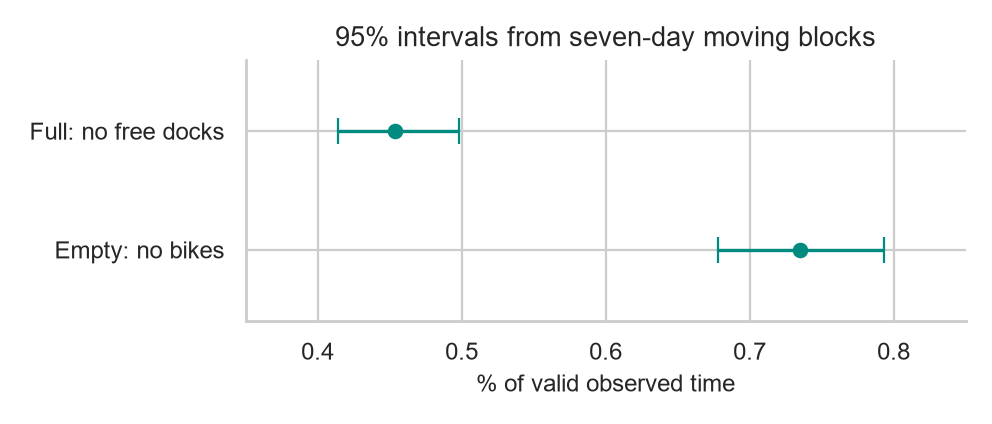 95% intervals from seven-day moving blocks
Full: no free docks
Empty: no bikes
0.4 0.5 0.6 0.7 0.8
% of valid observed time